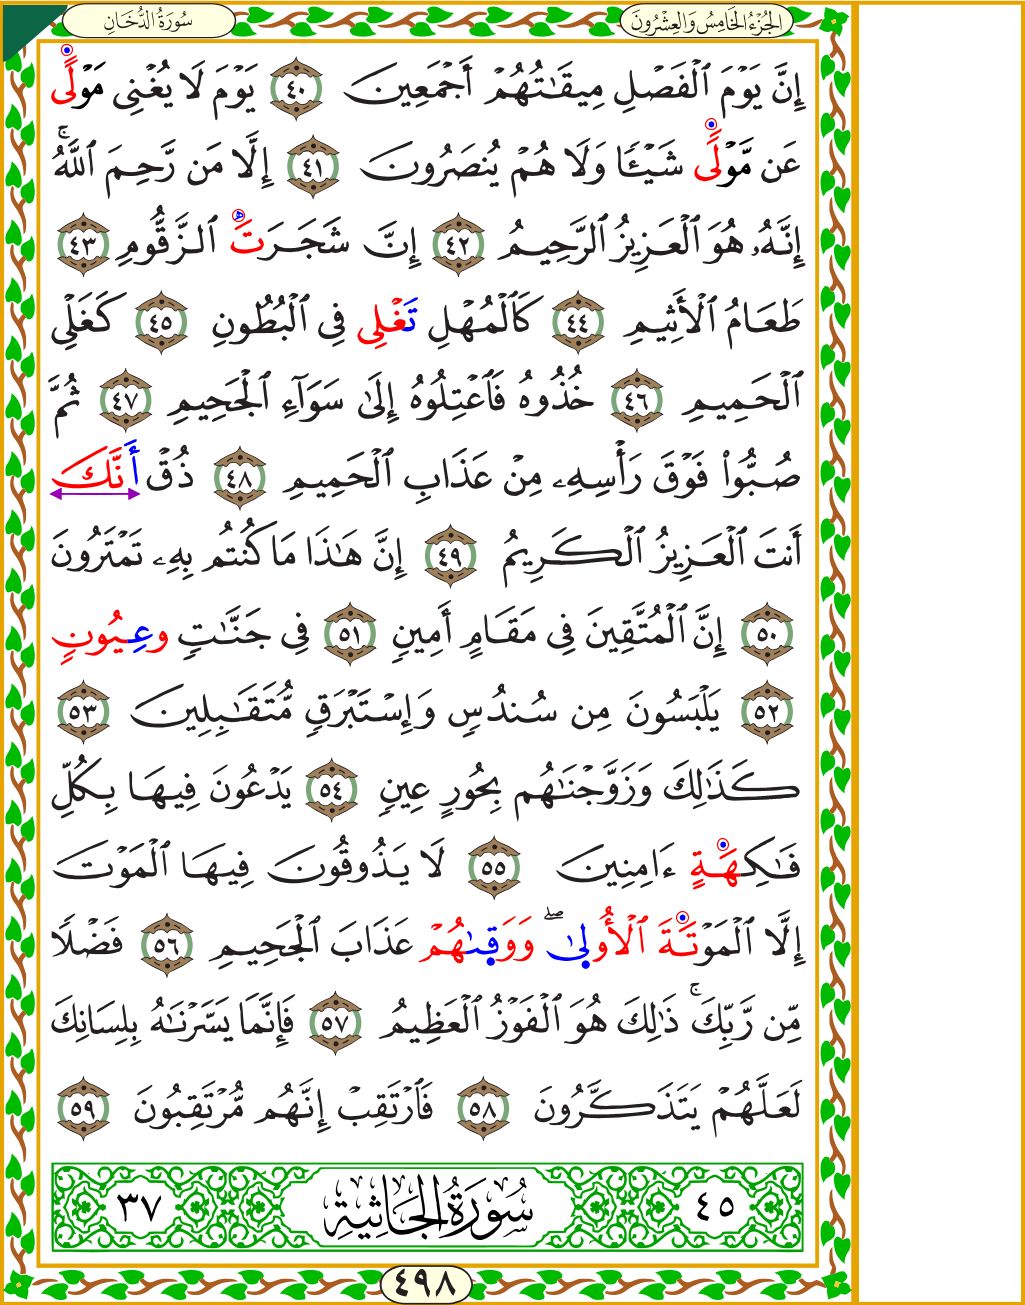 الجُزْءُ الخَامِسُ وَالعِشْرُونَ
سُورَةُ الدُّخَانِ
إِنَّ يَوْمَ ٱلْفَصْلِ مِيقَٰتُهُمْ أَجْمَعِينَ ٤٠ يَوْمَ لَا يُغْنِى مَوْلًى
عَن مَّوْلًى شَيْـًٔا وَلَا هُمْ يُنصَرُونَ ٤١ إِلَّا مَن رَّحِمَ ٱللَّهُ ۚ
إِنَّهُۥ هُوَ ٱلْعَزِيزُ ٱلرَّحِيمُ ٤٢ إِنَّ شَجَرَتَ ٱلزَّقُّومِ ٤٣
طَعَامُ ٱلْأَثِيمِ ٤٤ كَٱلْمُهْلِ تَغْلِى فِى ٱلْبُطُونِ ٤٥ كَغَلْىِ
ٱلْحَمِيمِ ٤٦ خُذُوهُ فَٱعْتِلُوهُ إِلَىٰ سَوَآءِ ٱلْجَحِيمِ ٤٧ ثُمَّ
صُبُّوا۟ فَوْقَ رَأْسِهِۦ مِنْ عَذَابِ ٱلْحَمِيمِ ٤٨ ذُقْ أَنَّكَ
أَنتَ ٱلْعَزِيزُ ٱلْكَرِيمُ ٤٩ إِنَّ هَٰذَا مَا كُنتُم بِهِۦ تَمْتَرُونَ
٥٠ إِنَّ ٱلْمُتَّقِينَ فِى مَقَامٍ أَمِينٍ ٥١ فِى جَنَّٰتٍ وعِيُونٍ
٥٢ يَلْبَسُونَ مِن سُندُسٍ وَإِسْتَبْرَقٍ مُّتَقَٰبِلِينَ ٥٣
كَذَٰلِكَ وَزَوَّجْنَٰهُم بِحُورٍ عِينٍ ٥٤ يَدْعُونَ فِيهَا بِكُلِّ
فَٰكِهَةٍ ءَامِنِينَ ٥٥ لَا يَذُوقُونَ فِيهَا ٱلْمَوْتَ
إِلَّا ٱلْمَوْتَةَ ٱلْأُولىٰ ۖ وَوَقىٰهُمْ عَذَابَ ٱلْجَحِيمِ ٥٦ فَضْلًا
مِّن رَّبِّكَ ۚ ذَٰلِكَ هُوَ ٱلْفَوْزُ ٱلْعَظِيمُ ٥٧ فَإِنَّمَا يَسَّرْنَٰهُ بِلِسَانِكَ
لَعَلَّهُمْ يَتَذَكَّرُونَ ٥٨ فَٱرْتَقِبْ إِنَّهُم مُّرْتَقِبُونَ ٥٩
٤٥ سُورَةُ الجَاثِيَةِ ٣٧
٤٩٨